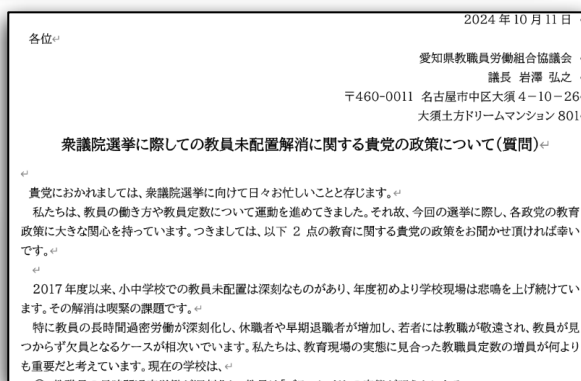 2024年10月11日
各位
愛知県教職員労働組合協議会
議長 岩澤 弘之
〒460-0011 名古屋市中区大須4-10-26
大須土方ドリームマンション801
衆議院選挙に際しての教員未配置解消に関する貴党の政策について(質問)
貴党におかれましては、衆議院選挙に向けて日々お忙しいことと存じます。
私たちは、教員の働き方や教員定数について運動を進めてきました。それ故、今回の選挙に際し、各政党の教育
政策に大きな関心を持っています。つきましては、以下 2 点の教育に関する貴党の政策をお聞かせ頂ければ幸い
です。
2017年度以来、小中学校での教員未配置は深刻なものがあり、年度初めより学校現場は悲鳴を上げ続けてい
ます。その解消は喫緊の課題です。
特に教員の長時間過密労働が深刻化し、休職者や早期退職者が増加し、若者には教職が敬遠され、教員が見
つからず欠員となるケースが相次いでいます。私たちは、教育現場の実態に見合った教職員定数の増員が何より
も重要だと考えています。現在の学校は、